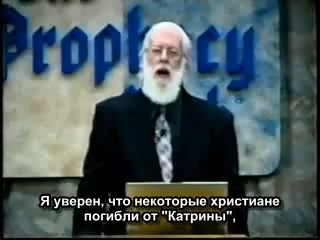 Prophecy
Я уверен, что некоторые христиане
погибли от "Катрины",